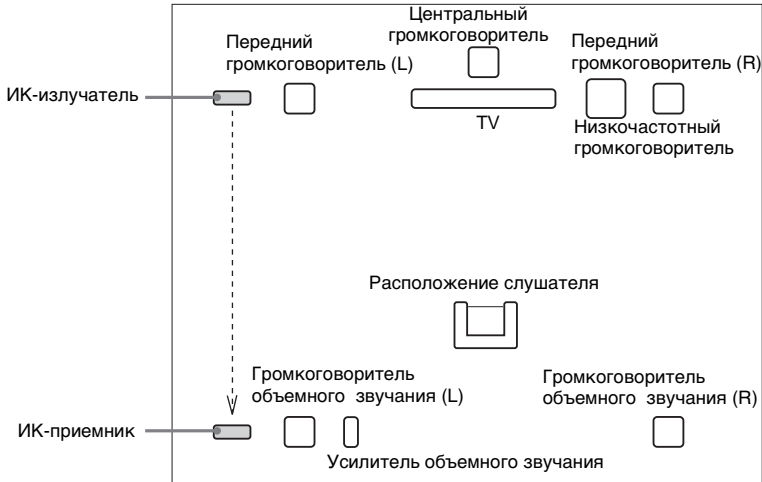 Центральный
громкоговоритель
Передний
громкоговоритель (L)
Передний
громкоговоритель (R)
ИК-излучатель
TV
Низкочастотный
громкоговоритель
Расположение слушателя
Громкоговоритель
объемного звучания (L)
Громкоговоритель
объемного звучания (R)
ИК-приемник
Усилитель объемного звучания